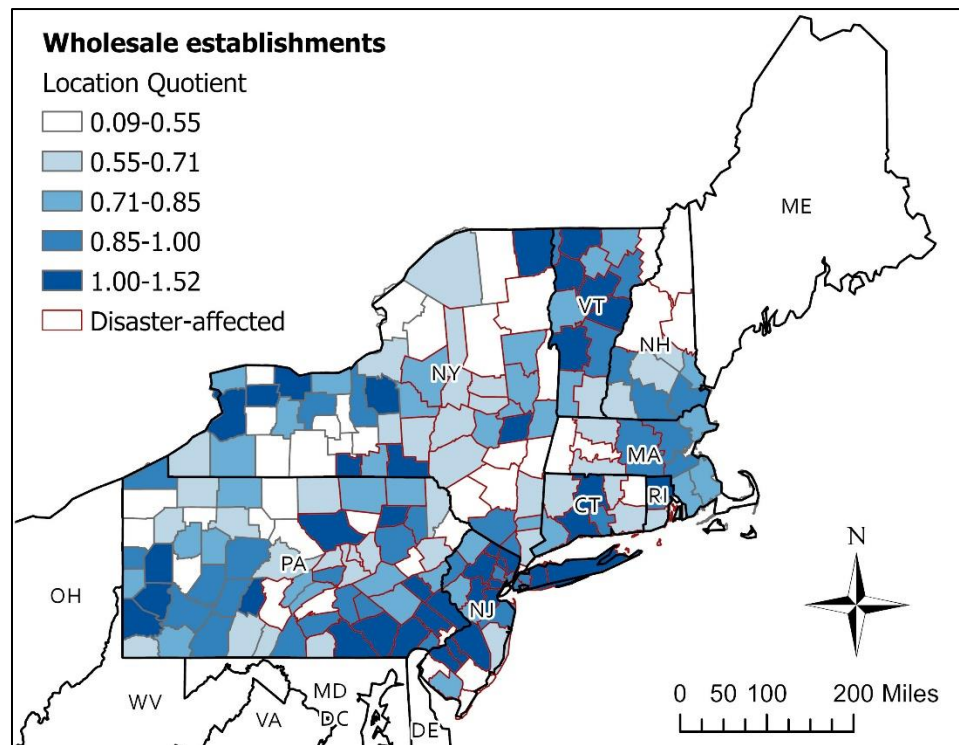 Wholesale establishments
Location Quotient
0.09-0.55
0.55-0.71
0.71-0.85
0.85-1.00
1.00-1.52
Disaster-affected
ME
VT
NH
NY
MA
CT
RI
PA
NJ
OH
WV
VA
MD
DC
DE
N
0 50 100 200 Miles